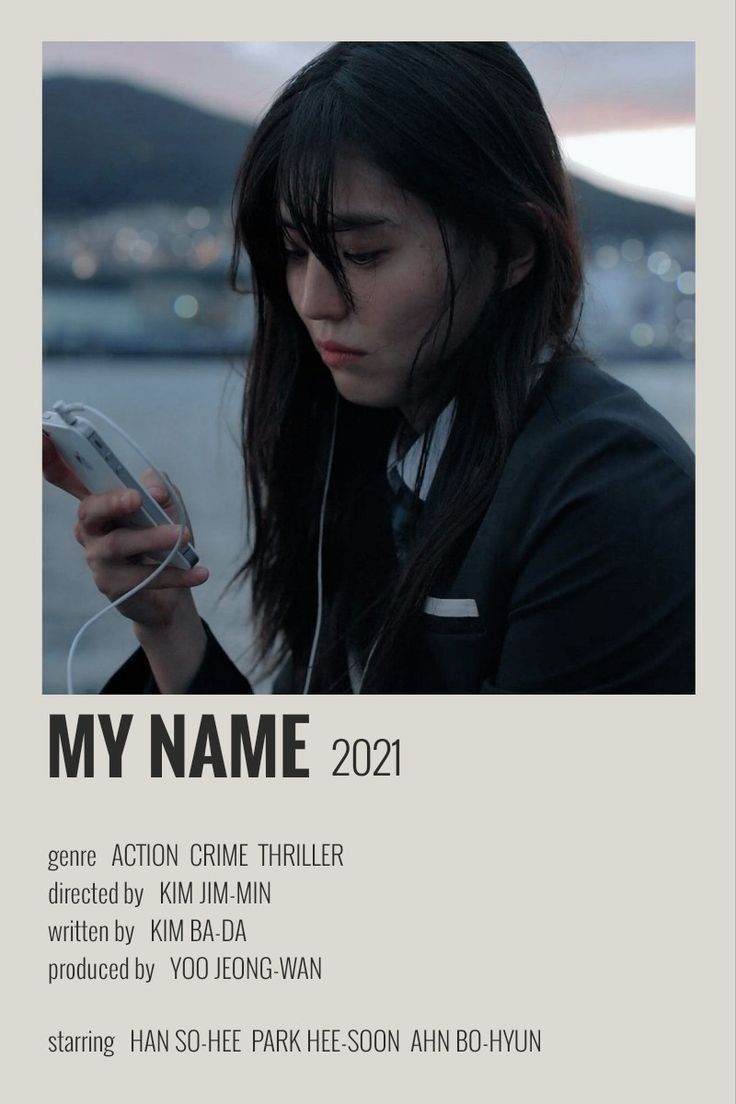 MY NAME 2021
genre ACTION CRIME THRILLER
directed by KIM JIM-MIN
written by KIM BA-DA
produced by YOO JEONG-WAN
starring HAN SO-HEE PARK HEE-SOON AHN BO-HYUN